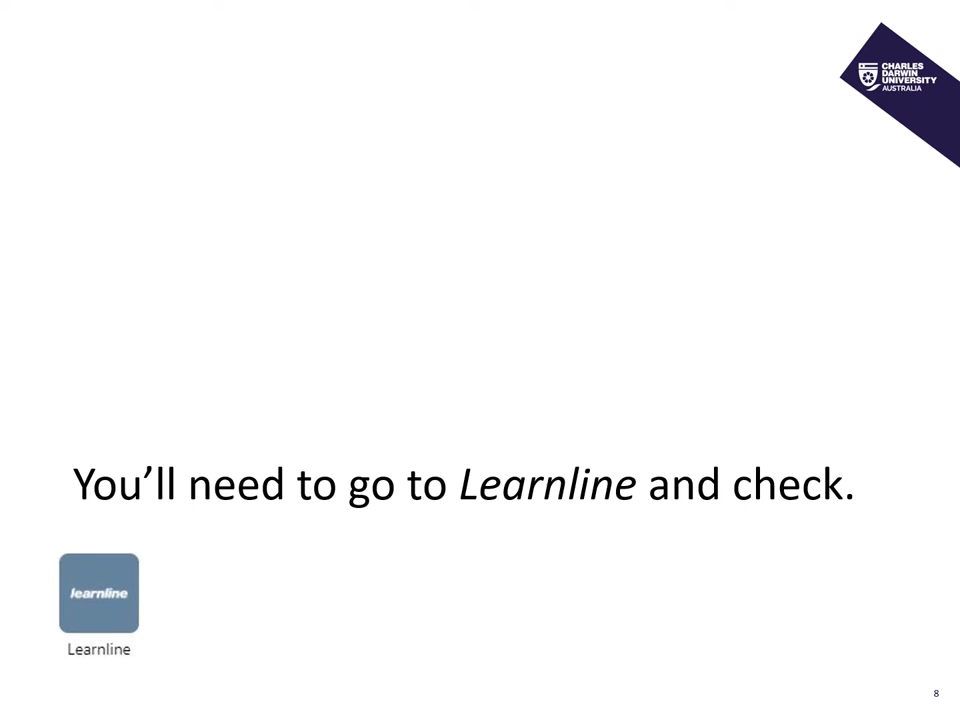 CHARLES
DARWIN
UNIVERSITY
AUSTRALIA
You’ll need to go to Learnline and check.
learnline
Learnline
8